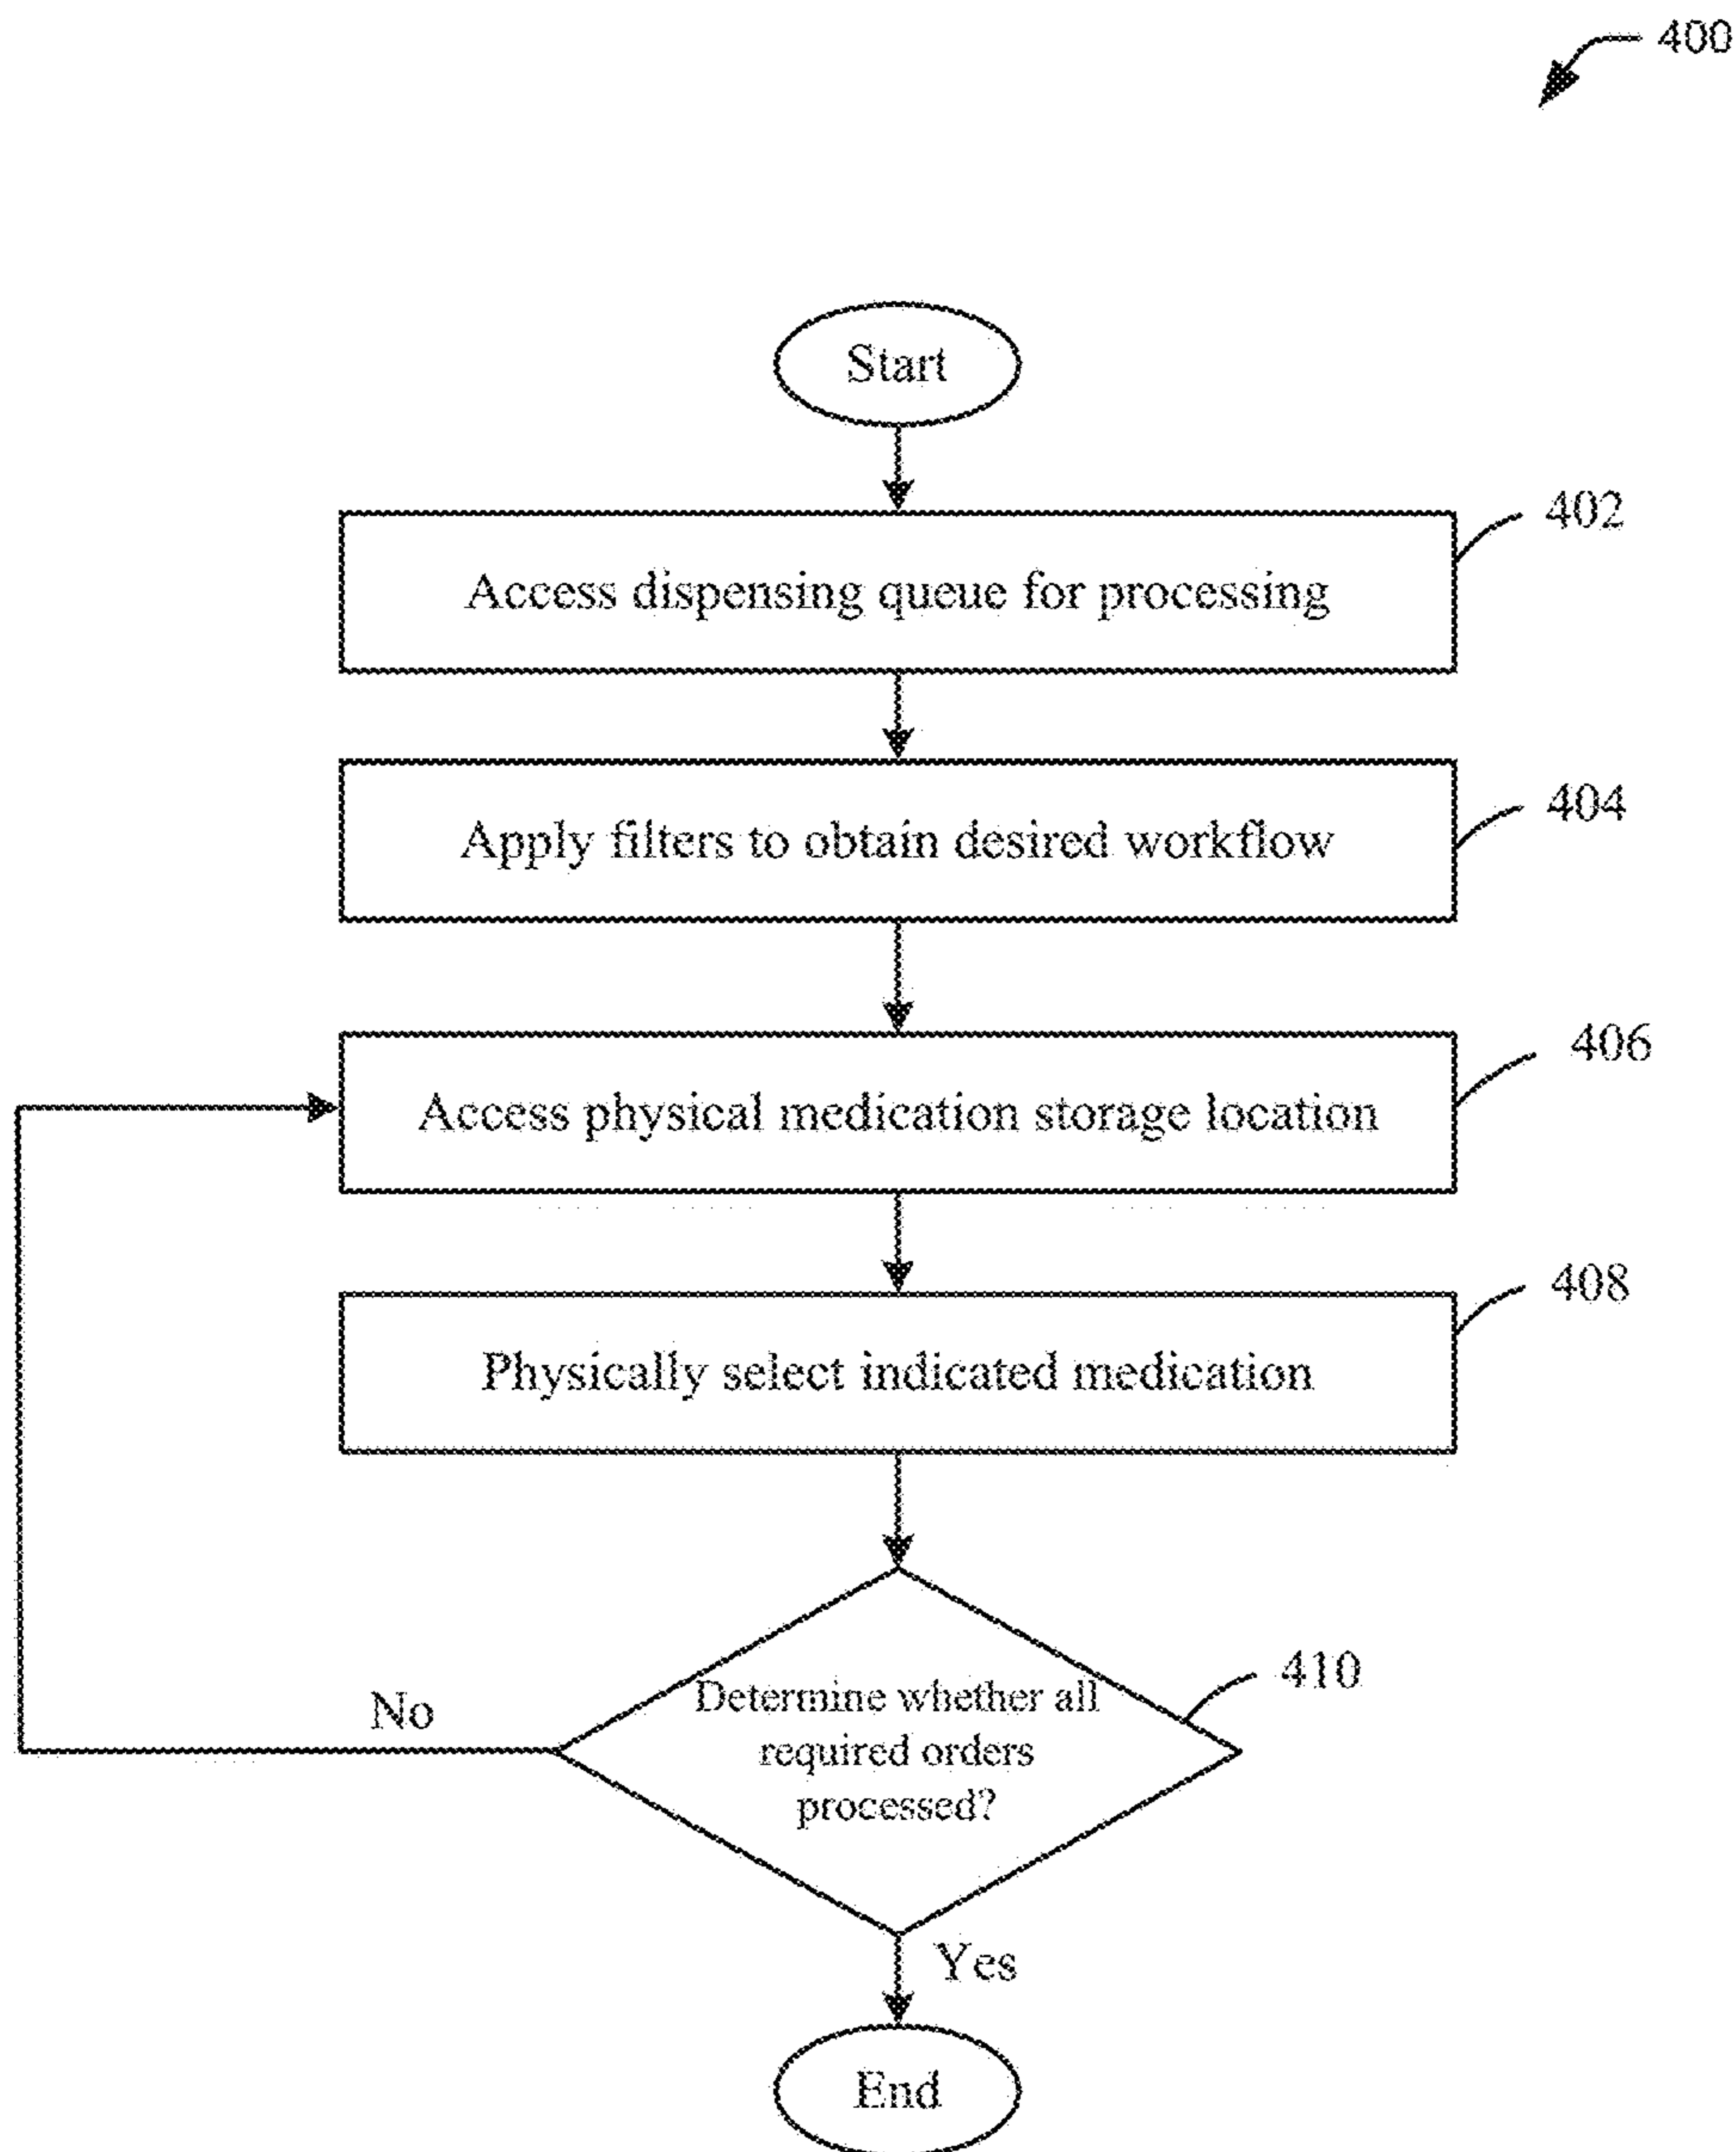 400
Start
402
Access dispensing queue for processing
404
Apply filters to obtain desired workflow
406
Access physical medication storage location
408
Physically select indicated medication
410
Determine whether all
required orders
processed?
No
Yes
End